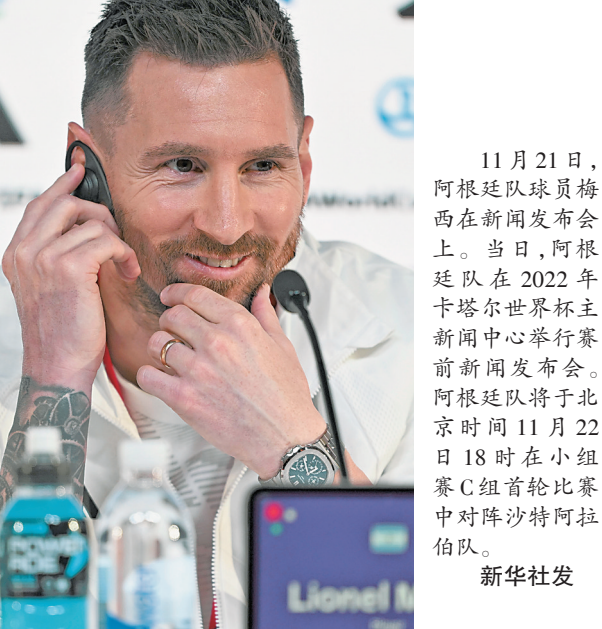 11月21日,
阿根廷队球员梅
西在新闻发布会
上。当日,阿根
廷队在2022年
卡塔尔世界杯主
新闻中心举行赛
前新闻发布会。
阿根廷队将于北
京时间11月22
日18时在小组
赛C组首轮比赛
中对阵沙特阿拉
伯队。
新华社发
POWER
ADE
Lionel M